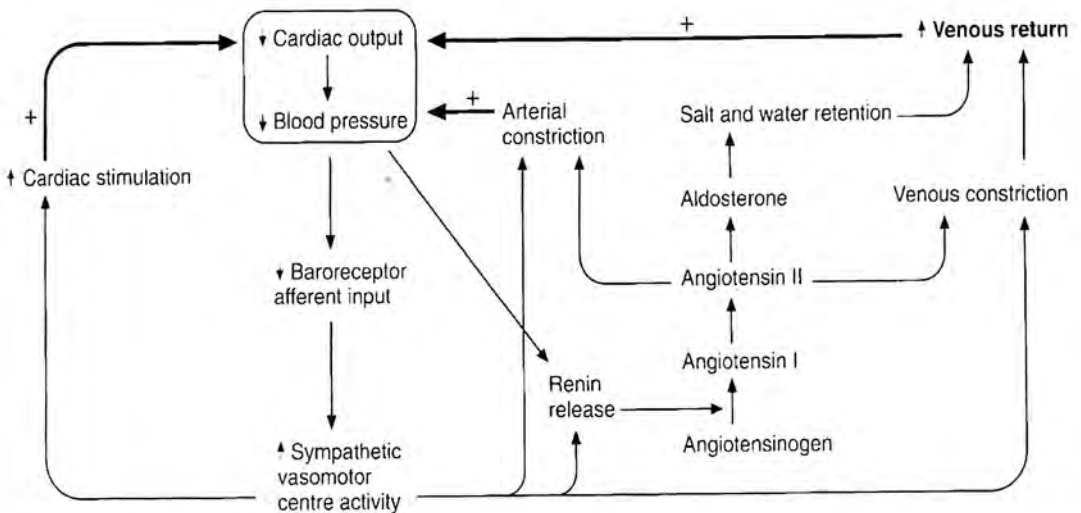 +
↓ Cardiac output
↑ Venous return
+
↓ Blood pressure
+
Arterial
constriction
Salt and water retention
↑ Cardiac stimulation
Aldosterone
Venous constriction
↓ Baroreceptor
afferent input
Angiotensin II
Angiotensin I
Renin
release
Angiotensinogen
↑ Sympathetic
vasomotor
centre activity